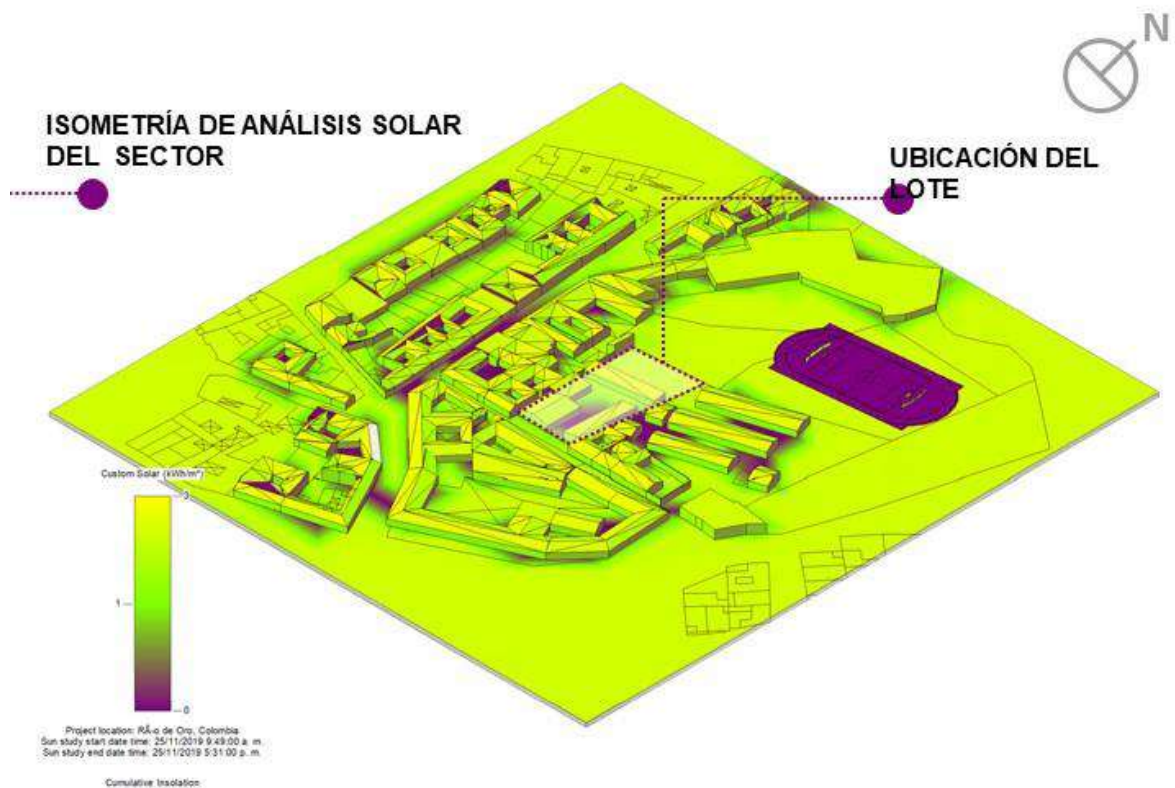 N
ISOMETRÍA DE ANÁLISIS SOLAR
DEL SECTOR
UBICACIÓN DEL
LOTE
Custom Solar (kWh/m²)
3
1
0
Project location: RÃ­o de Oro, Colombia
Sun study start date time: 25/11/2019 9:49:00 a. m.
Sun study end date time: 25/11/2019 5:31:00 p. m.
Cumulative Insolation